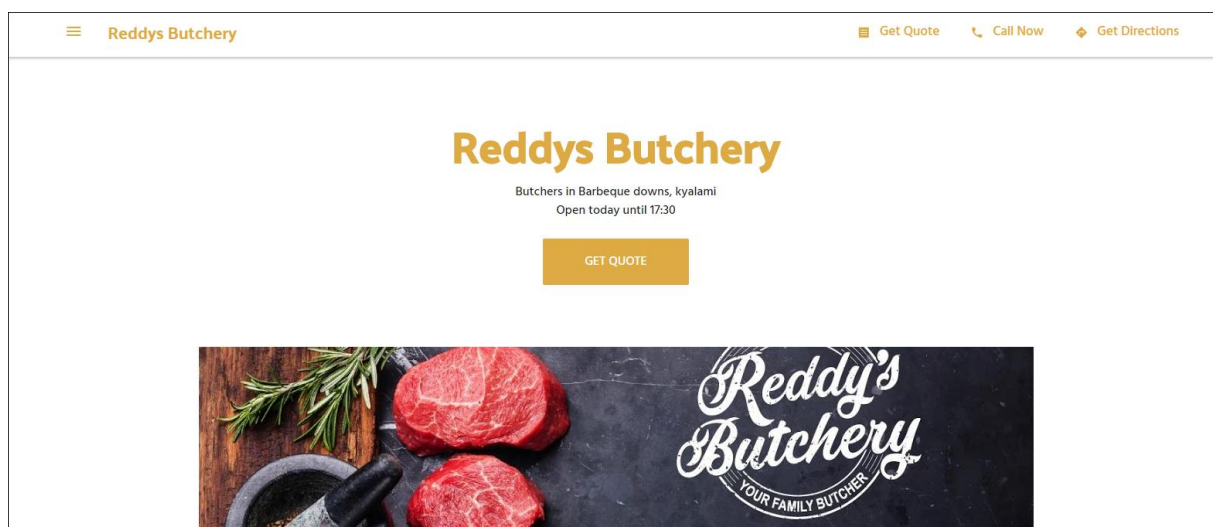 Reddys Butchery
Get Quote
Call Now
Get Directions
Reddys Butchery
Butchers in Barbeque downs, kyalami
Open today until 17:30
GET QUOTE
Reddy's
Butchery
YOUR FAMILY BUTCHER